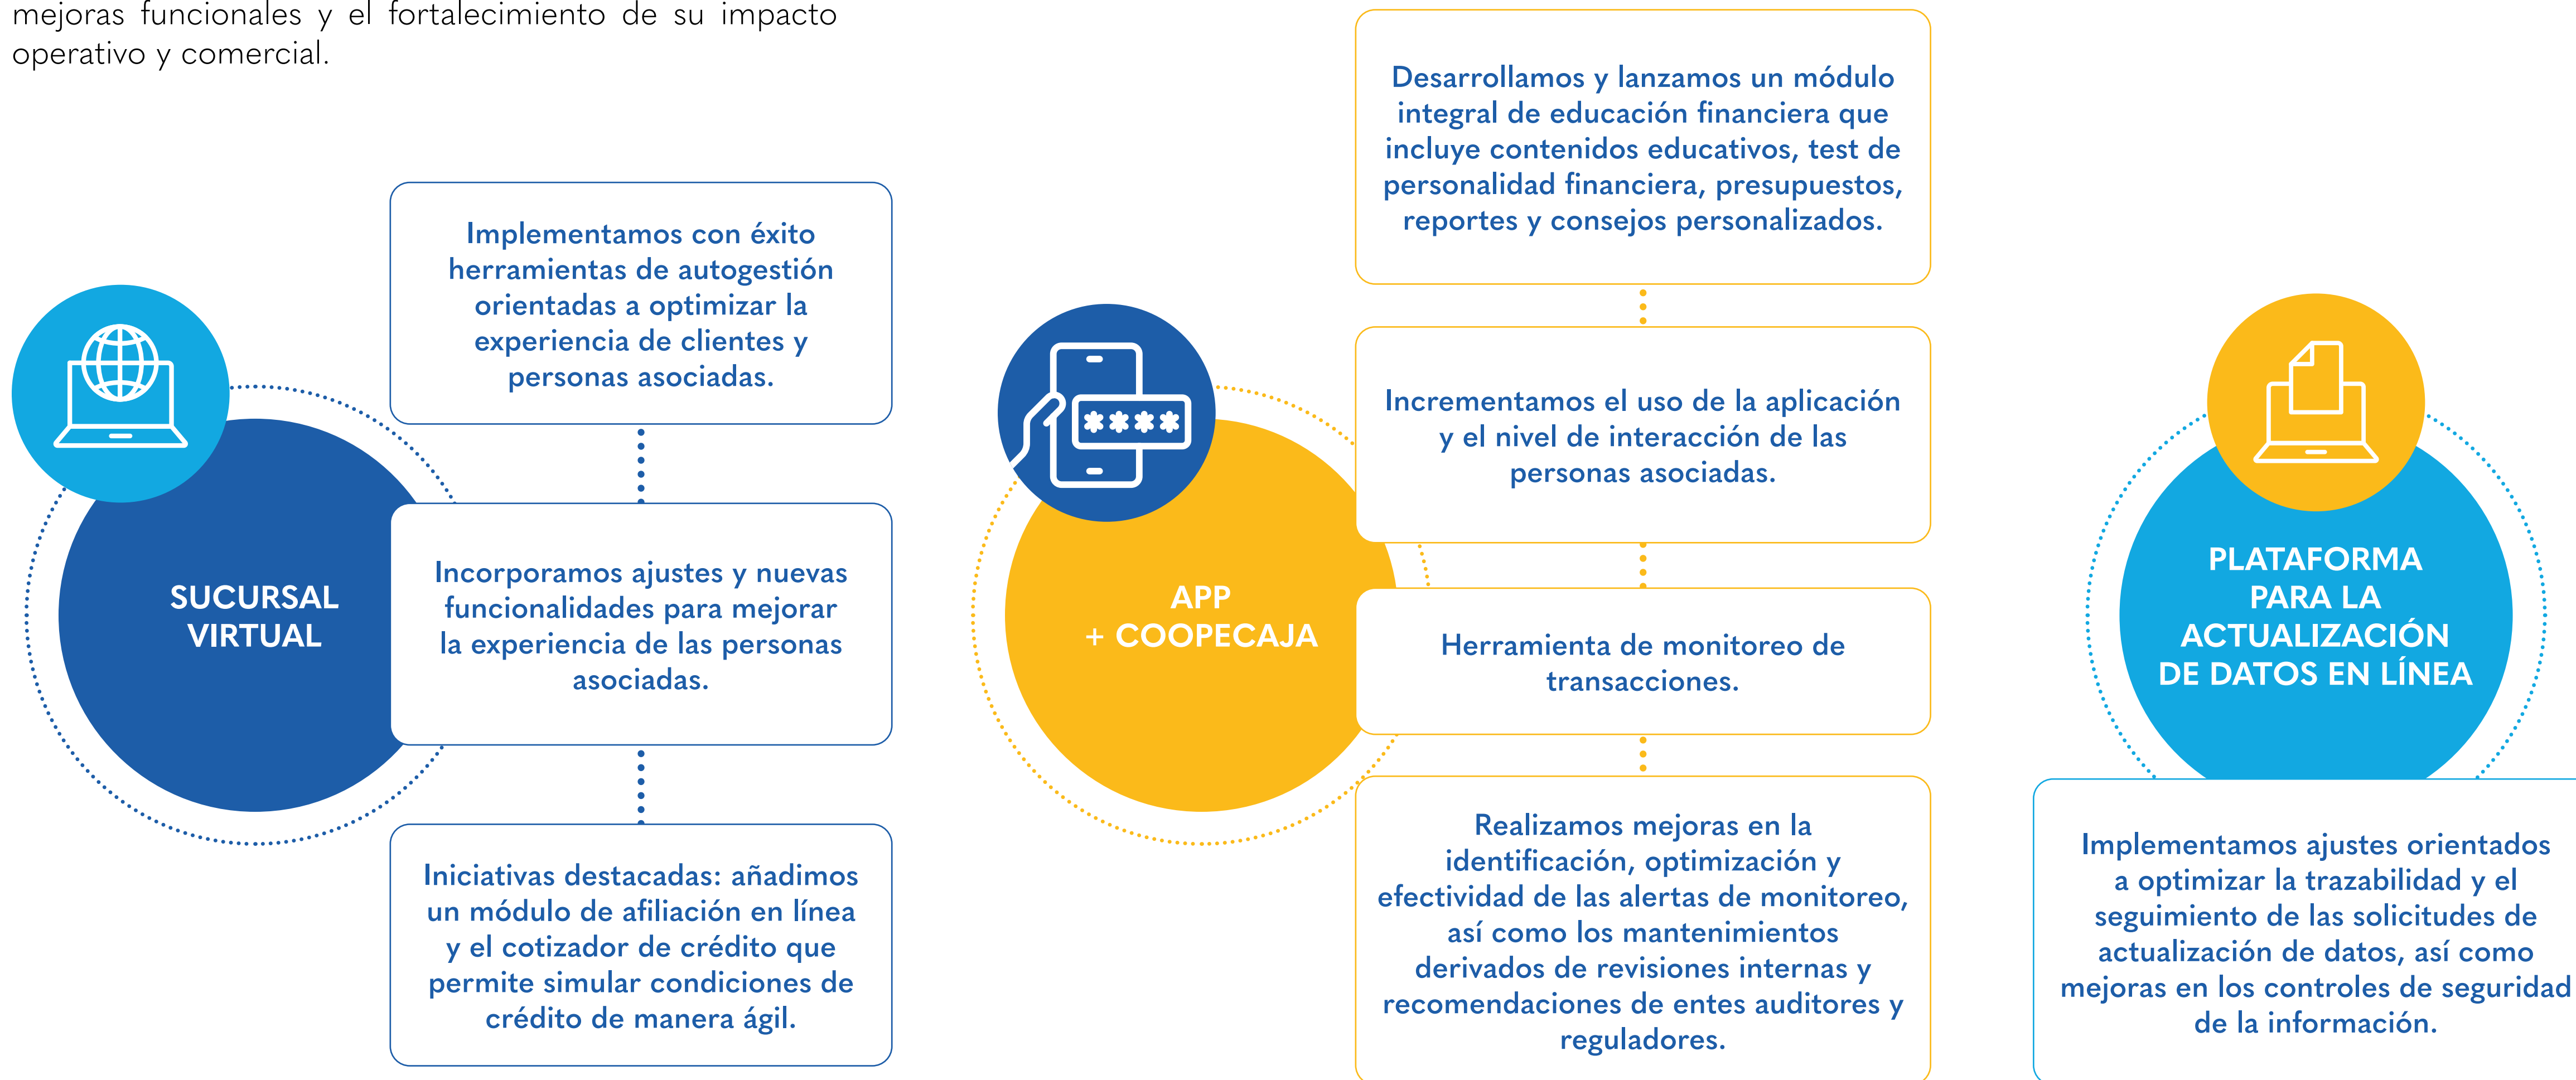 mejoras funcionales y el fortalecimiento de su impacto
operativo y comercial.
SUCURSAL
VIRTUAL
Implementamos con éxito
herramientas de autogestión
orientadas a optimizar la
experiencia de clientes y
personas asociadas.
Incorporamos ajustes y nuevas
funcionalidades para mejorar
la experiencia de las personas
asociadas.
Iniciativas destacadas: añadimos
un módulo de afiliación en línea
y el cotizador de crédito que
permite simular condiciones de
crédito de manera ágil.
****
APP
+ COOPECAJA
Desarrollamos y lanzamos un módulo
integral de educación financiera que
incluye contenidos educativos, test de
personalidad financiera, presupuestos,
reportes y consejos personalizados.
Incrementamos el uso de la aplicación
y el nivel de interacción de las
personas asociadas.
Herramienta de monitoreo de
transacciones.
Realizamos mejoras en la
identificación, optimización y
efectividad de las alertas de monitoreo,
así como los mantenimientos
derivados de revisiones internas y
recomendaciones de entes auditores y
reguladores.
PLATAFORMA
PARA LA
ACTUALIZACIÓN
DE DATOS EN LÍNEA
Implementamos ajustes orientados
a optimizar la trazabilidad y el
seguimiento de las solicitudes de
actualización de datos, así como
mejoras en los controles de seguridad
de la información.